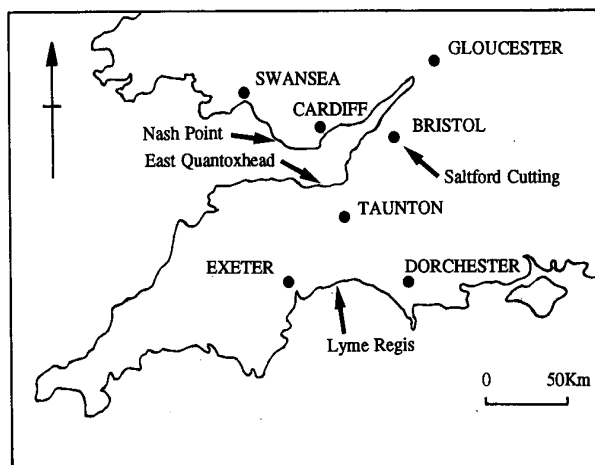 GLOUCESTER
SWANSEA
CARDIFF
Nash Point
BRISTOL
East Quantoxhead
Saltford Cutting
TAUNTON
EXETER
DORCHESTER
Lyme Regis
0 50Km